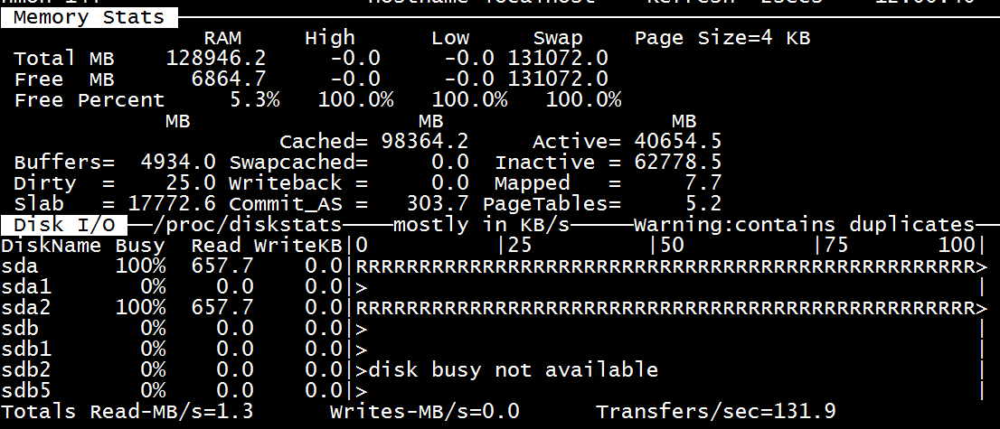 Memory Stats
RAM High Low Swap Page Size=4 KB
Total MB 128946.2 -0.0 -0.0 131072.0
Free MB 6864.7 -0.0 -0.0 131072.0
Free Percent 5.3% 100.0% 100.0% 100.0%
MB MB MB
Cached= 98364.2 Active= 40654.5
Buffers= 4934.0 Swapcached= 0.0 Inactive = 62778.5
Dirty = 25.0 Writeback = 0.0 Mapped = 7.7
Slab = 17772.6 Commit_AS = 303.7 PageTables= 5.2
Disk I/O ──/proc/diskstats────mostly in KB/s─────Warning:contains duplicates─
DiskName Busy Read WriteKB|0 |25 |50 |75 100|
sda 100% 657.7 0.0|RRRRRRRRRRRRRRRRRRRRRRRRRRRRRRRRRRRRRRRRRRRRRRRRR>
sda1 0% 0.0 0.0|> |
sda2 100% 657.7 0.0|RRRRRRRRRRRRRRRRRRRRRRRRRRRRRRRRRRRRRRRRRRRRRRRRR>
sdb 0% 0.0 0.0|> |
sdb1 0% 0.0 0.0|> |
sdb2 0% 0.0 0.0|>disk busy not available |
sdb5 0% 0.0 0.0|> |
Totals Read-MB/s=1.3 Writes-MB/s=0.0 Transfers/sec=131.9